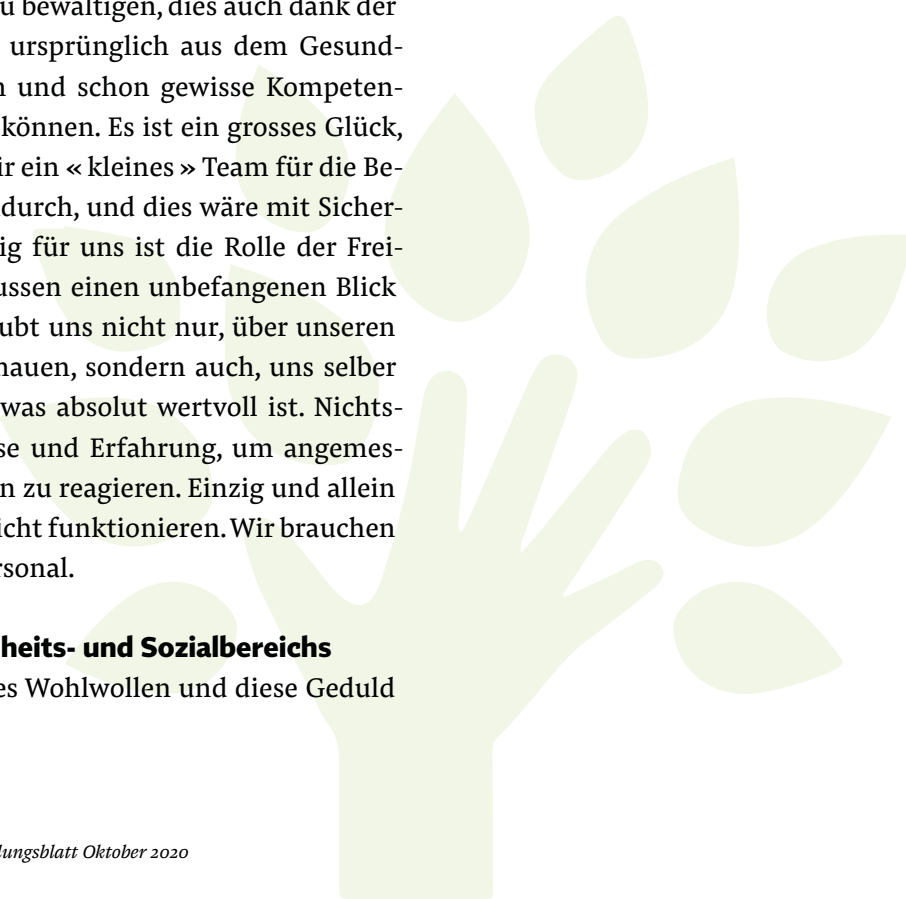 u bewältigen, dies auch dank der
ursprünglich aus dem Gesund-
n und schon gewisse Kompeten-
können. Es ist ein grosses Glück,
ir ein « kleines » Team für die Be-
durch, und dies wäre mit Sicher-
ig für uns ist die Rolle der Frei-
ussen einen unbefangenen Blick
ubt uns nicht nur, über unseren
hauen, sondern auch, uns selber
was absolut wertvoll ist. Nichts-
se und Erfahrung, um angemes-
n zu reagieren. Einzig und allein
icht funktionieren. Wir brauchen
rsonal.
heits- und Sozialbereichs
es Wohlwollen und diese Geduld
lungsblatt Oktober 2020